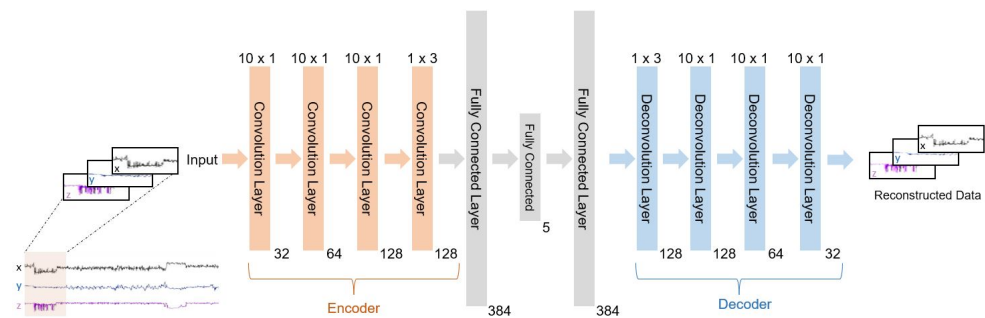 10 x 1
10 x 1
10 x 1
1 x 3
1 x 3
10 x 1
10 x 1
10 x 1
Input
Convolution Layer
Convolution Layer
Convolution Layer
Convolution Layer
Fully Connected Layer
Fully Connected
Fully Connected Layer
Deconvolution Layer
Deconvolution Layer
Deconvolution Layer
Deconvolution Layer
x
y
z
x
y
z
Reconstructed Data
5
32
64
128
128
128
128
64
32
x
y
z
Encoder
Decoder
384
384